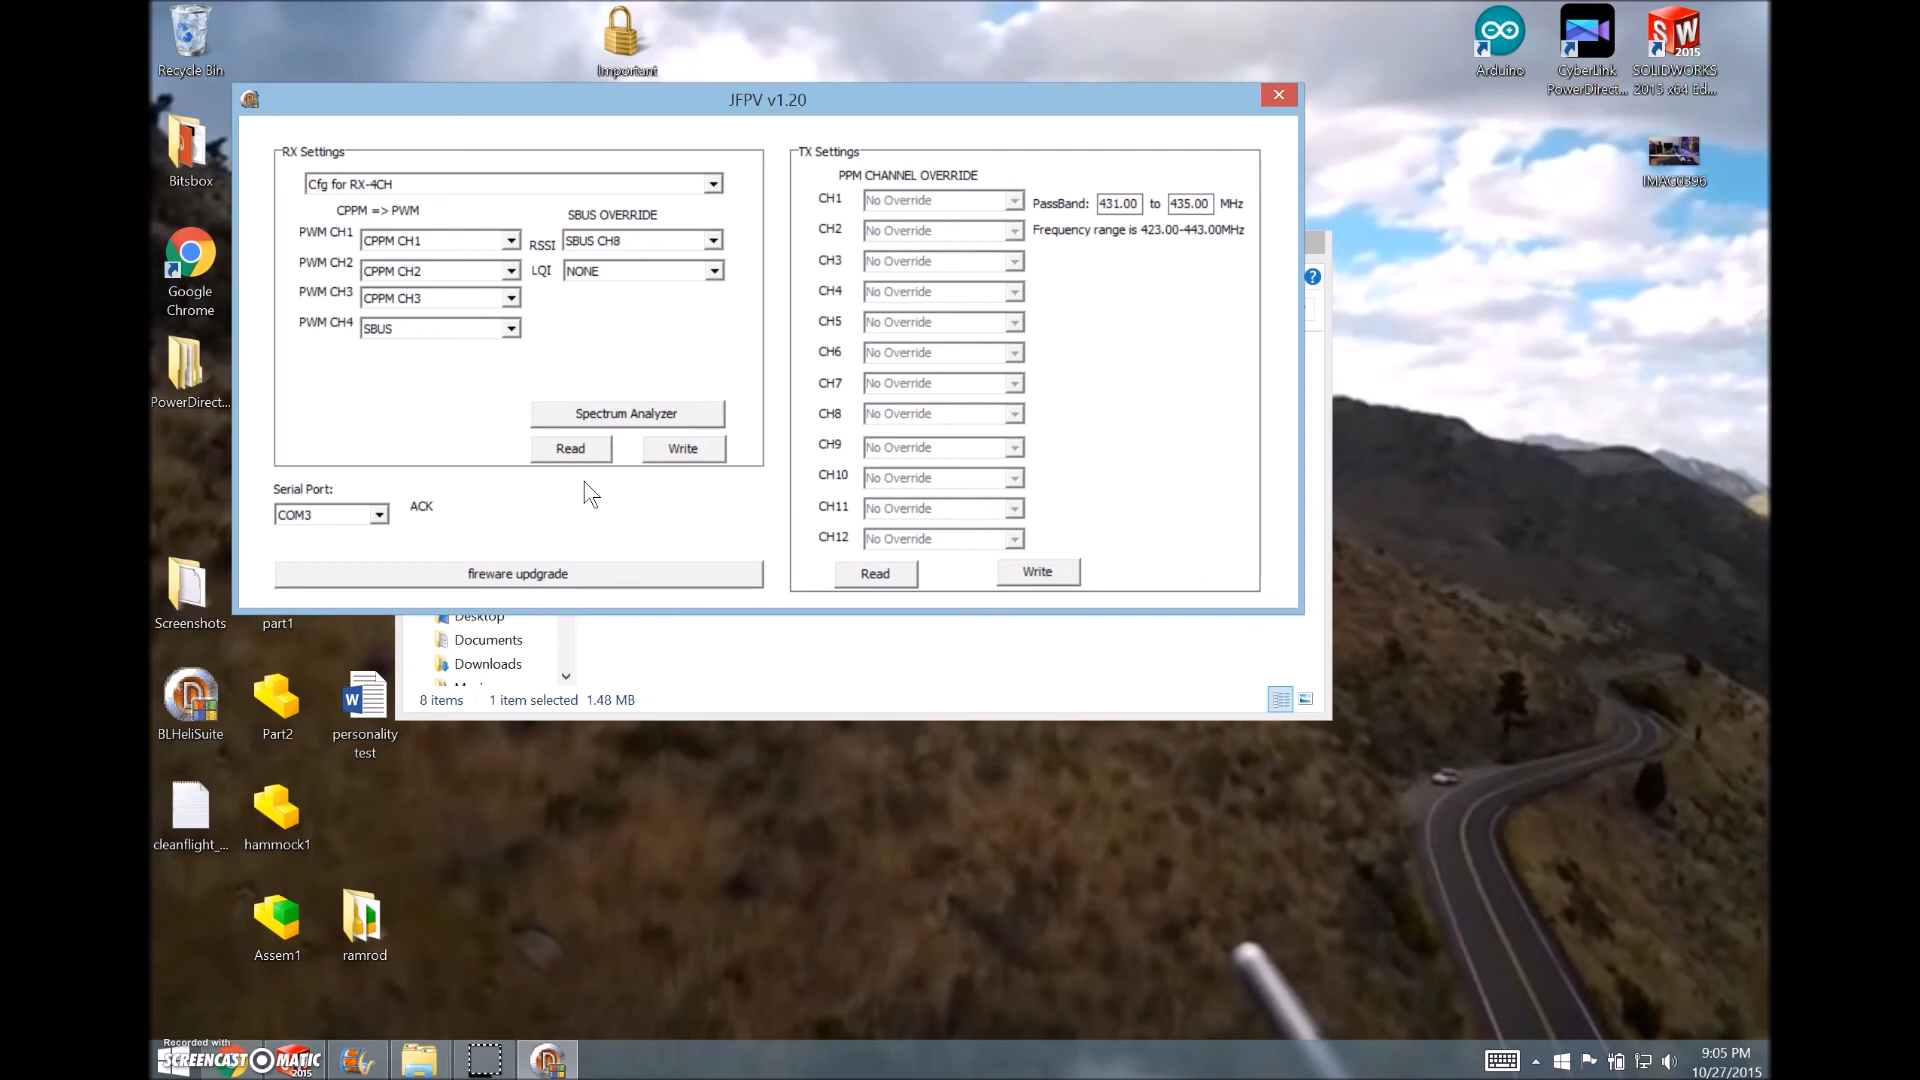 Recycle Bin
Important
Arduino
CyberLink
PowerDirect...
SOLIDWORKS
2015 x64 Ed...
Bitsbox
IMAG0396
Google
Chrome
PowerDirect...
Screenshots
part1
BLHeliSuite
Part2
personality
test
cleanflight_...
hammock1
Assem1
ramrod
JFPV v1.20
RX Settings
Cfg for RX-4CH
CPPM => PWM
SBUS OVERRIDE
PWM CH1 CPPM CH1 RSSI SBUS CH8
PWM CH2 CPPM CH2 LQI NONE
PWM CH3 CPPM CH3
PWM CH4 SBUS
Spectrum Analyzer
Read Write
Serial Port:
COM3 ACK
fireware updgrade
TX Settings
PPM CHANNEL OVERRIDE
CH1 No Override PassBand: 431.00 to 435.00 MHz
CH2 No Override Frequency range is 423.00-443.00MHz
CH3 No Override
CH4 No Override
CH5 No Override
CH6 No Override
CH7 No Override
CH8 No Override
CH9 No Override
CH10 No Override
CH11 No Override
CH12 No Override
Read Write
Desktop
Documents
Downloads
8 items 1 item selected 1.48 MB
Recorded with
SCREENCAST O MATIC
2015
9:05 PM
10/27/2015